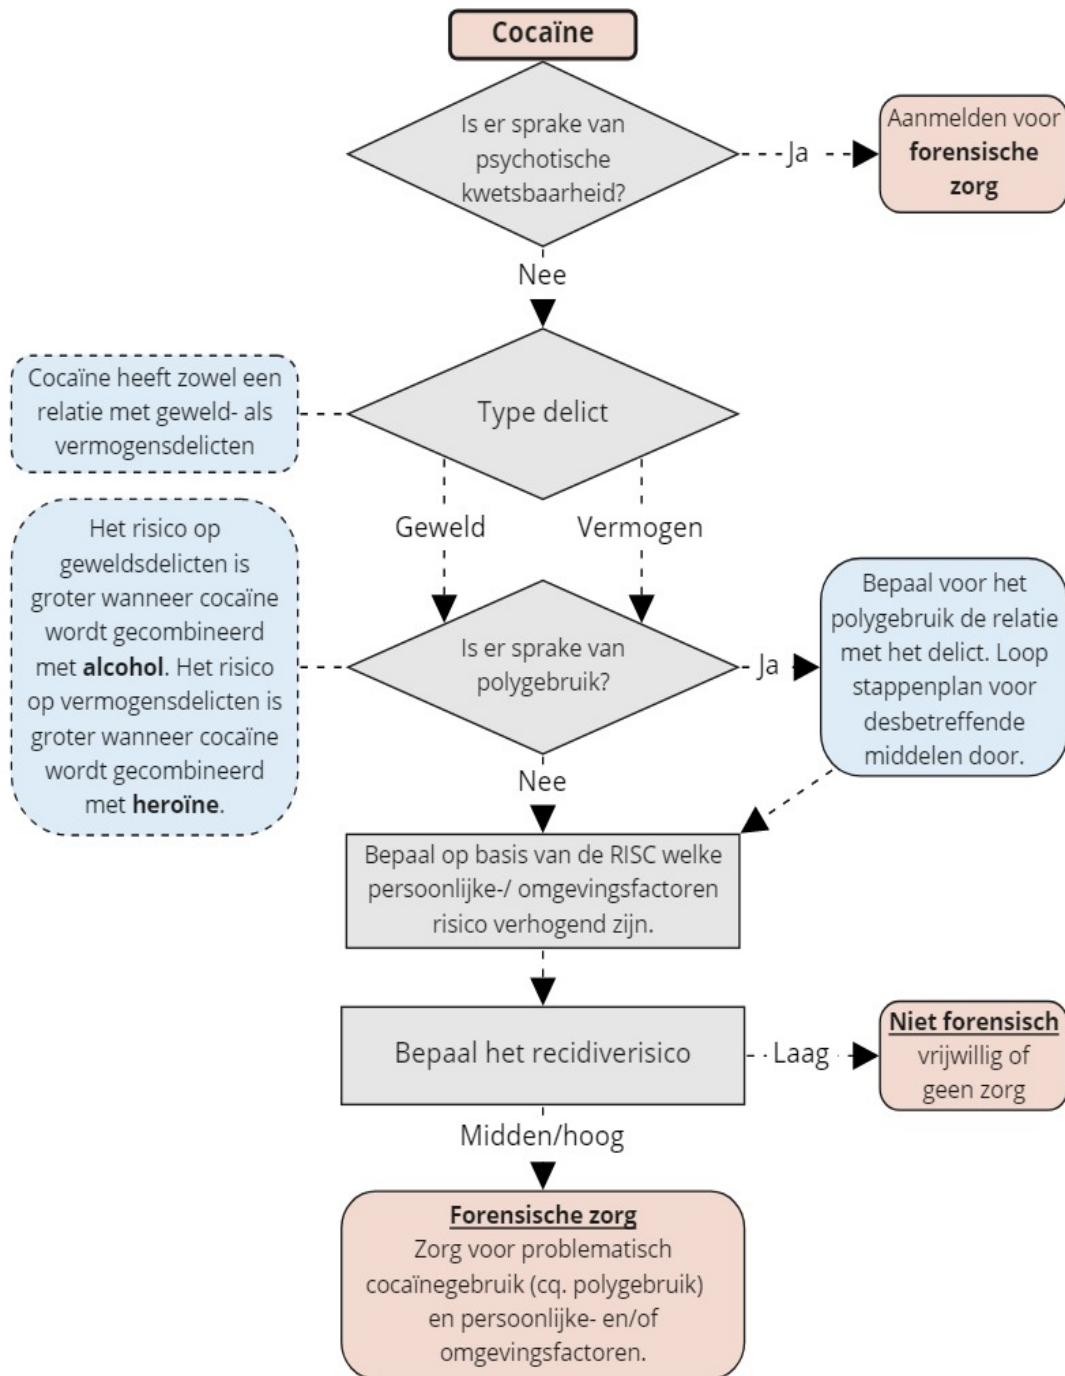 Cocaïne
Is er sprake van
psychotische
kwetsbaarheid?
Ja
Aanmelden voor
forensische
zorg
Nee
Cocaïne heeft zowel een
relatie met geweld- als
vermogensdelicten
Type delict
Geweld
Vermogen
Het risico op
geweldsdelicten is
groter wanneer cocaïne
wordt gecombineerd
met alcohol. Het risico
op vermogensdelicten is
groter wanneer cocaïne
wordt gecombineerd
met heroïne.
Is er sprake van
polygebruik?
Ja
Bepaal voor het
polygebruik de relatie
met het delict. Loop
stappenplan voor
desbetreffende
middelen door.
Nee
Bepaal op basis van de RISC welke
persoonlijke-/ omgevingsfactoren
risico verhogend zijn.
Bepaal het recidiverisico
Laag
Niet forensisch
vrijwillig of
geen zorg
Midden/hoog
Forensische zorg
Zorg voor problematisch
cocaïnegebruik (cq. polygebruik)
en persoonlijke- en/of
omgevingsfactoren.